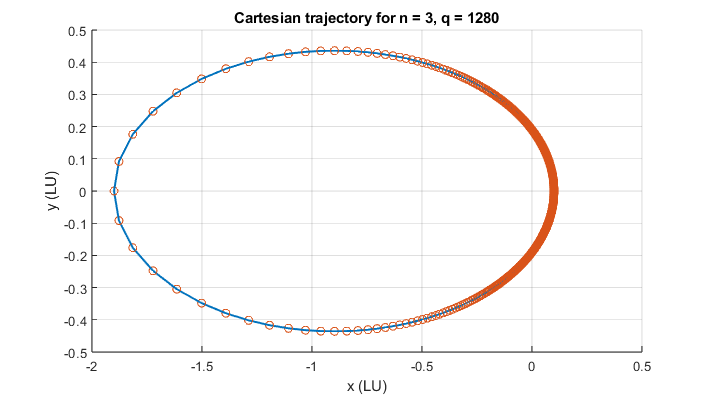 Cartesian trajectory for n = 3, q = 1280
0.5
0.4
0.3
0.2
0.1
0
-0.1
-0.2
-0.3
-0.4
-0.5
y (LU)
-2 -1.5 -1 -0.5 0 0.5
x (LU)